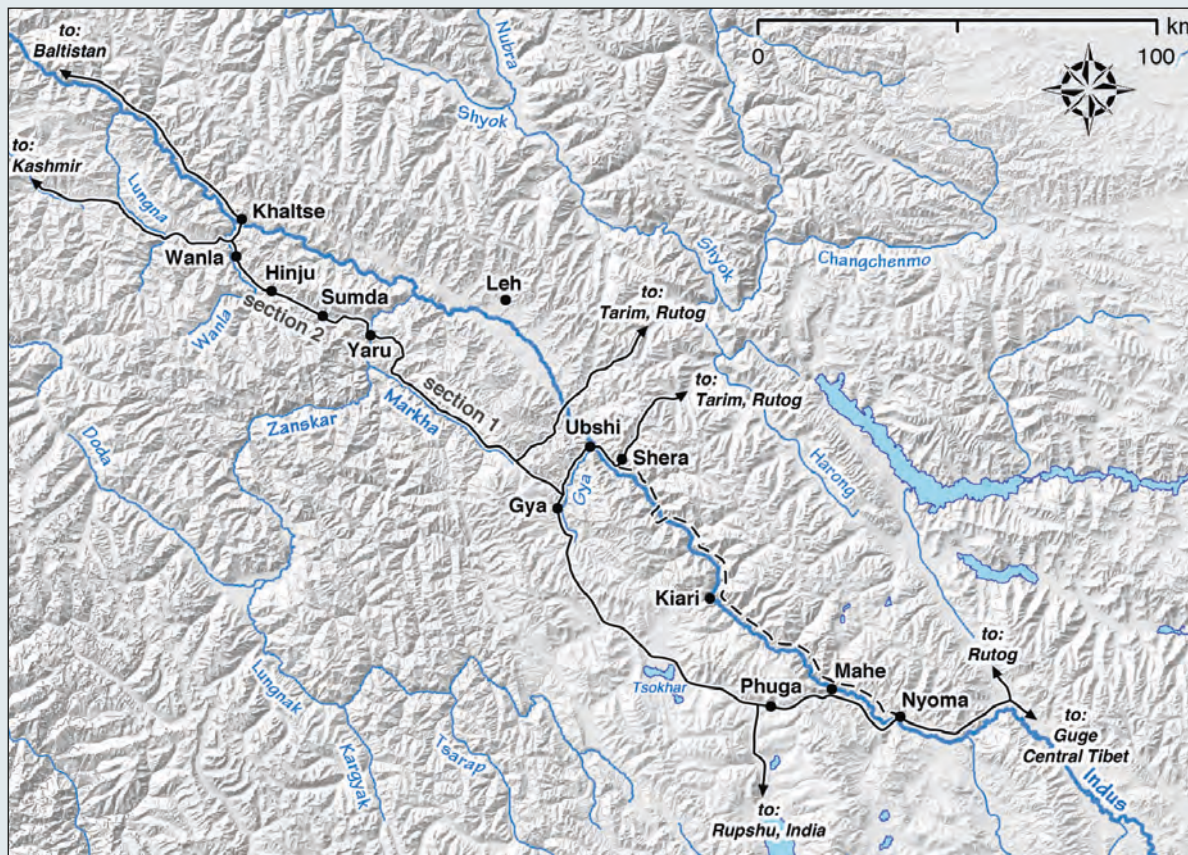 to:
Baltistan
to:
Kashmir
Nubra
Shyok
km
0
100
Lungna
Khaltse
Wanla
Hinju
Sumda
Leh
Shyok
Changchenmo
section 2
Wanla
Yaru
to:
Tarim, Rutog
section 1
Markha
to:
Tarim, Rutog
Zanskar
Doda
Ubshi
Shera
Harong
Gya
Gya
Kiari
to:
Rutog
Tsokhar
Phuga
Mahe
Nyoma
Lungnak
Kargyak
Tsarap
to:
Guge
Central Tibet
Indus
to:
Rupshu, India